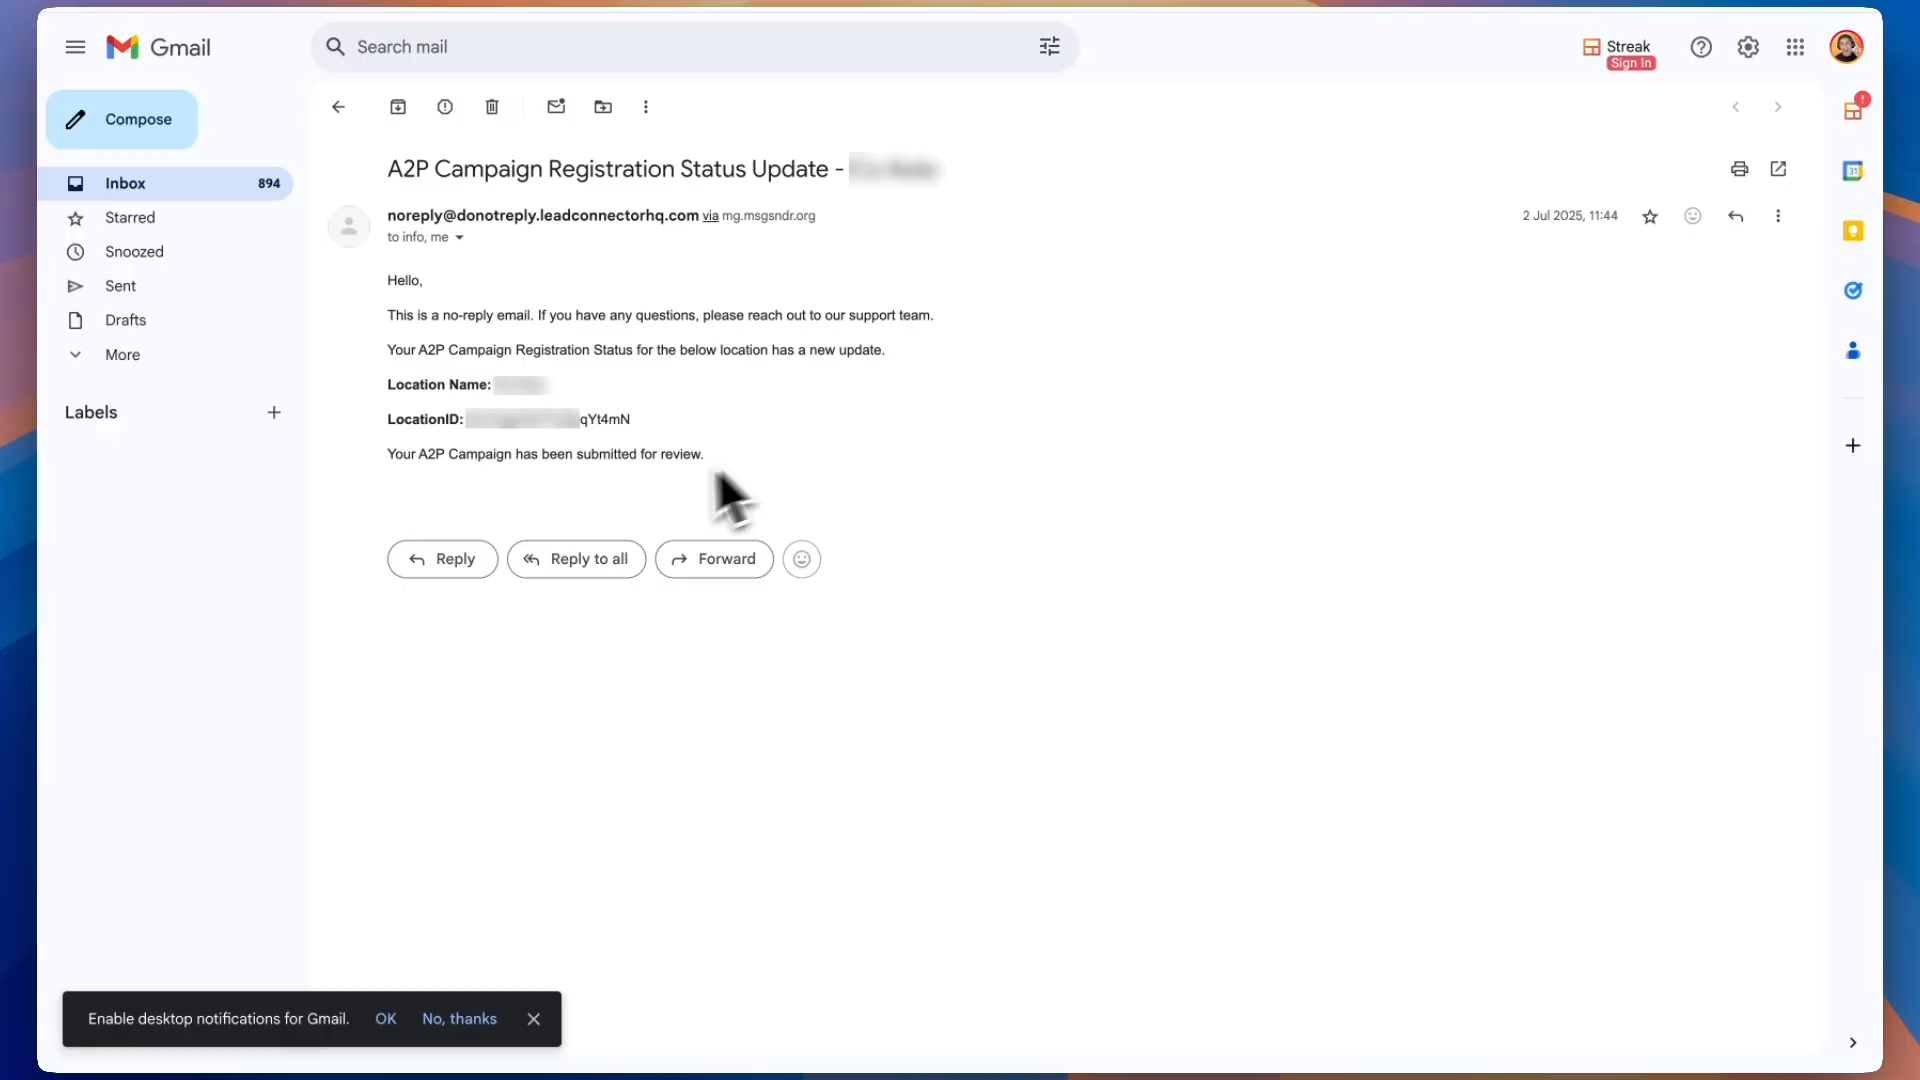 Gmail
Search mail
Streak
Sign In
Compose
Inbox 894
Starred
Snoozed
Sent
Drafts
More
Labels
A2P Campaign Registration Status Update -
noreply@donotreply.leadconnectorhq.com via mg.msgsndr.org
2 Jul 2025, 11:44
to info, me
Hello,
This is a no-reply email. If you have any questions, please reach out to our support team.
Your A2P Campaign Registration Status for the below location has a new update.
Location Name:
LocationID: qYt4mN
Your A2P Campaign has been submitted for review.
Reply
Reply to all
Forward
31
Enable desktop notifications for Gmail. OK No, thanks